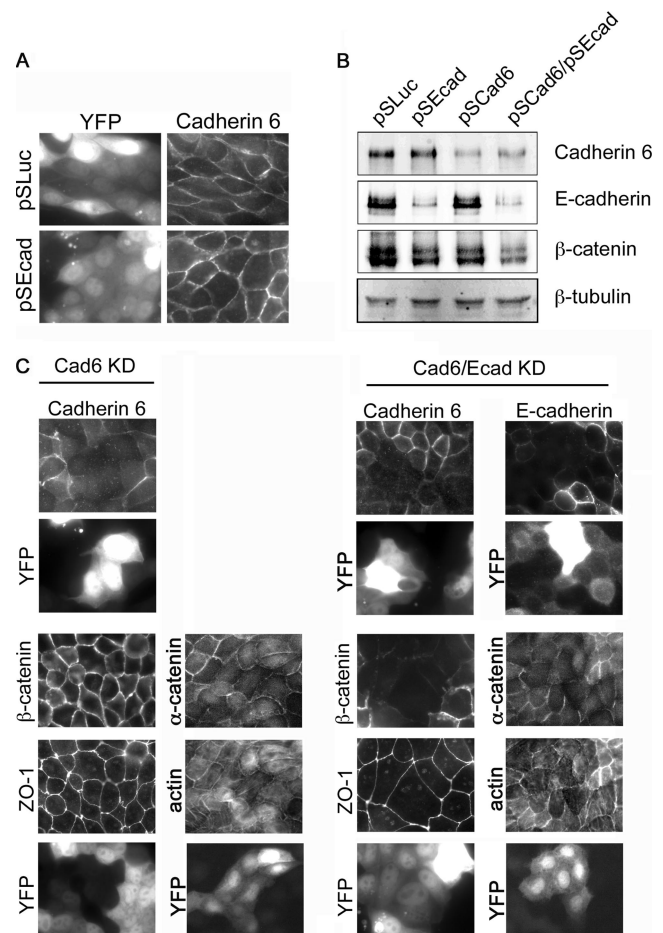 A
YFP
Cadherin 6
pSLuc
pSEcad
B
pSLuc
pSEcad
pSCad6
pSCad6/pSEcad
Cadherin 6
E-cadherin
β-catenin
β-tubulin
C
Cad6 KD
Cadherin 6
YFP
β-catenin
α-catenin
ZO-1
actin
YFP
YFP
Cad6/Ecad KD
Cadherin 6
E-cadherin
YFP
YFP
β-catenin
α-catenin
ZO-1
actin
YFP
YFP